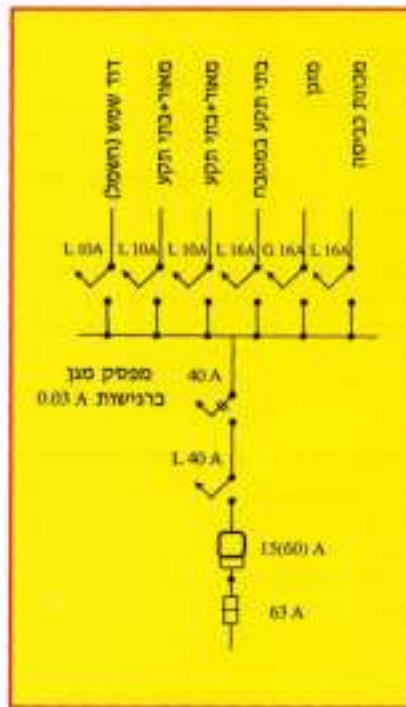 דוד שמש (חשמל)
מאור+בתי תקע
מאור+בתי תקע
בתי תקע במטבח
מזגן
מכונת כביסה
L 10A L 10A L 10A L 16A G 16A L 16A
מפסק מגן
ברגישות 0.03 A
40 A
L 40 A
15(60) A
63 A